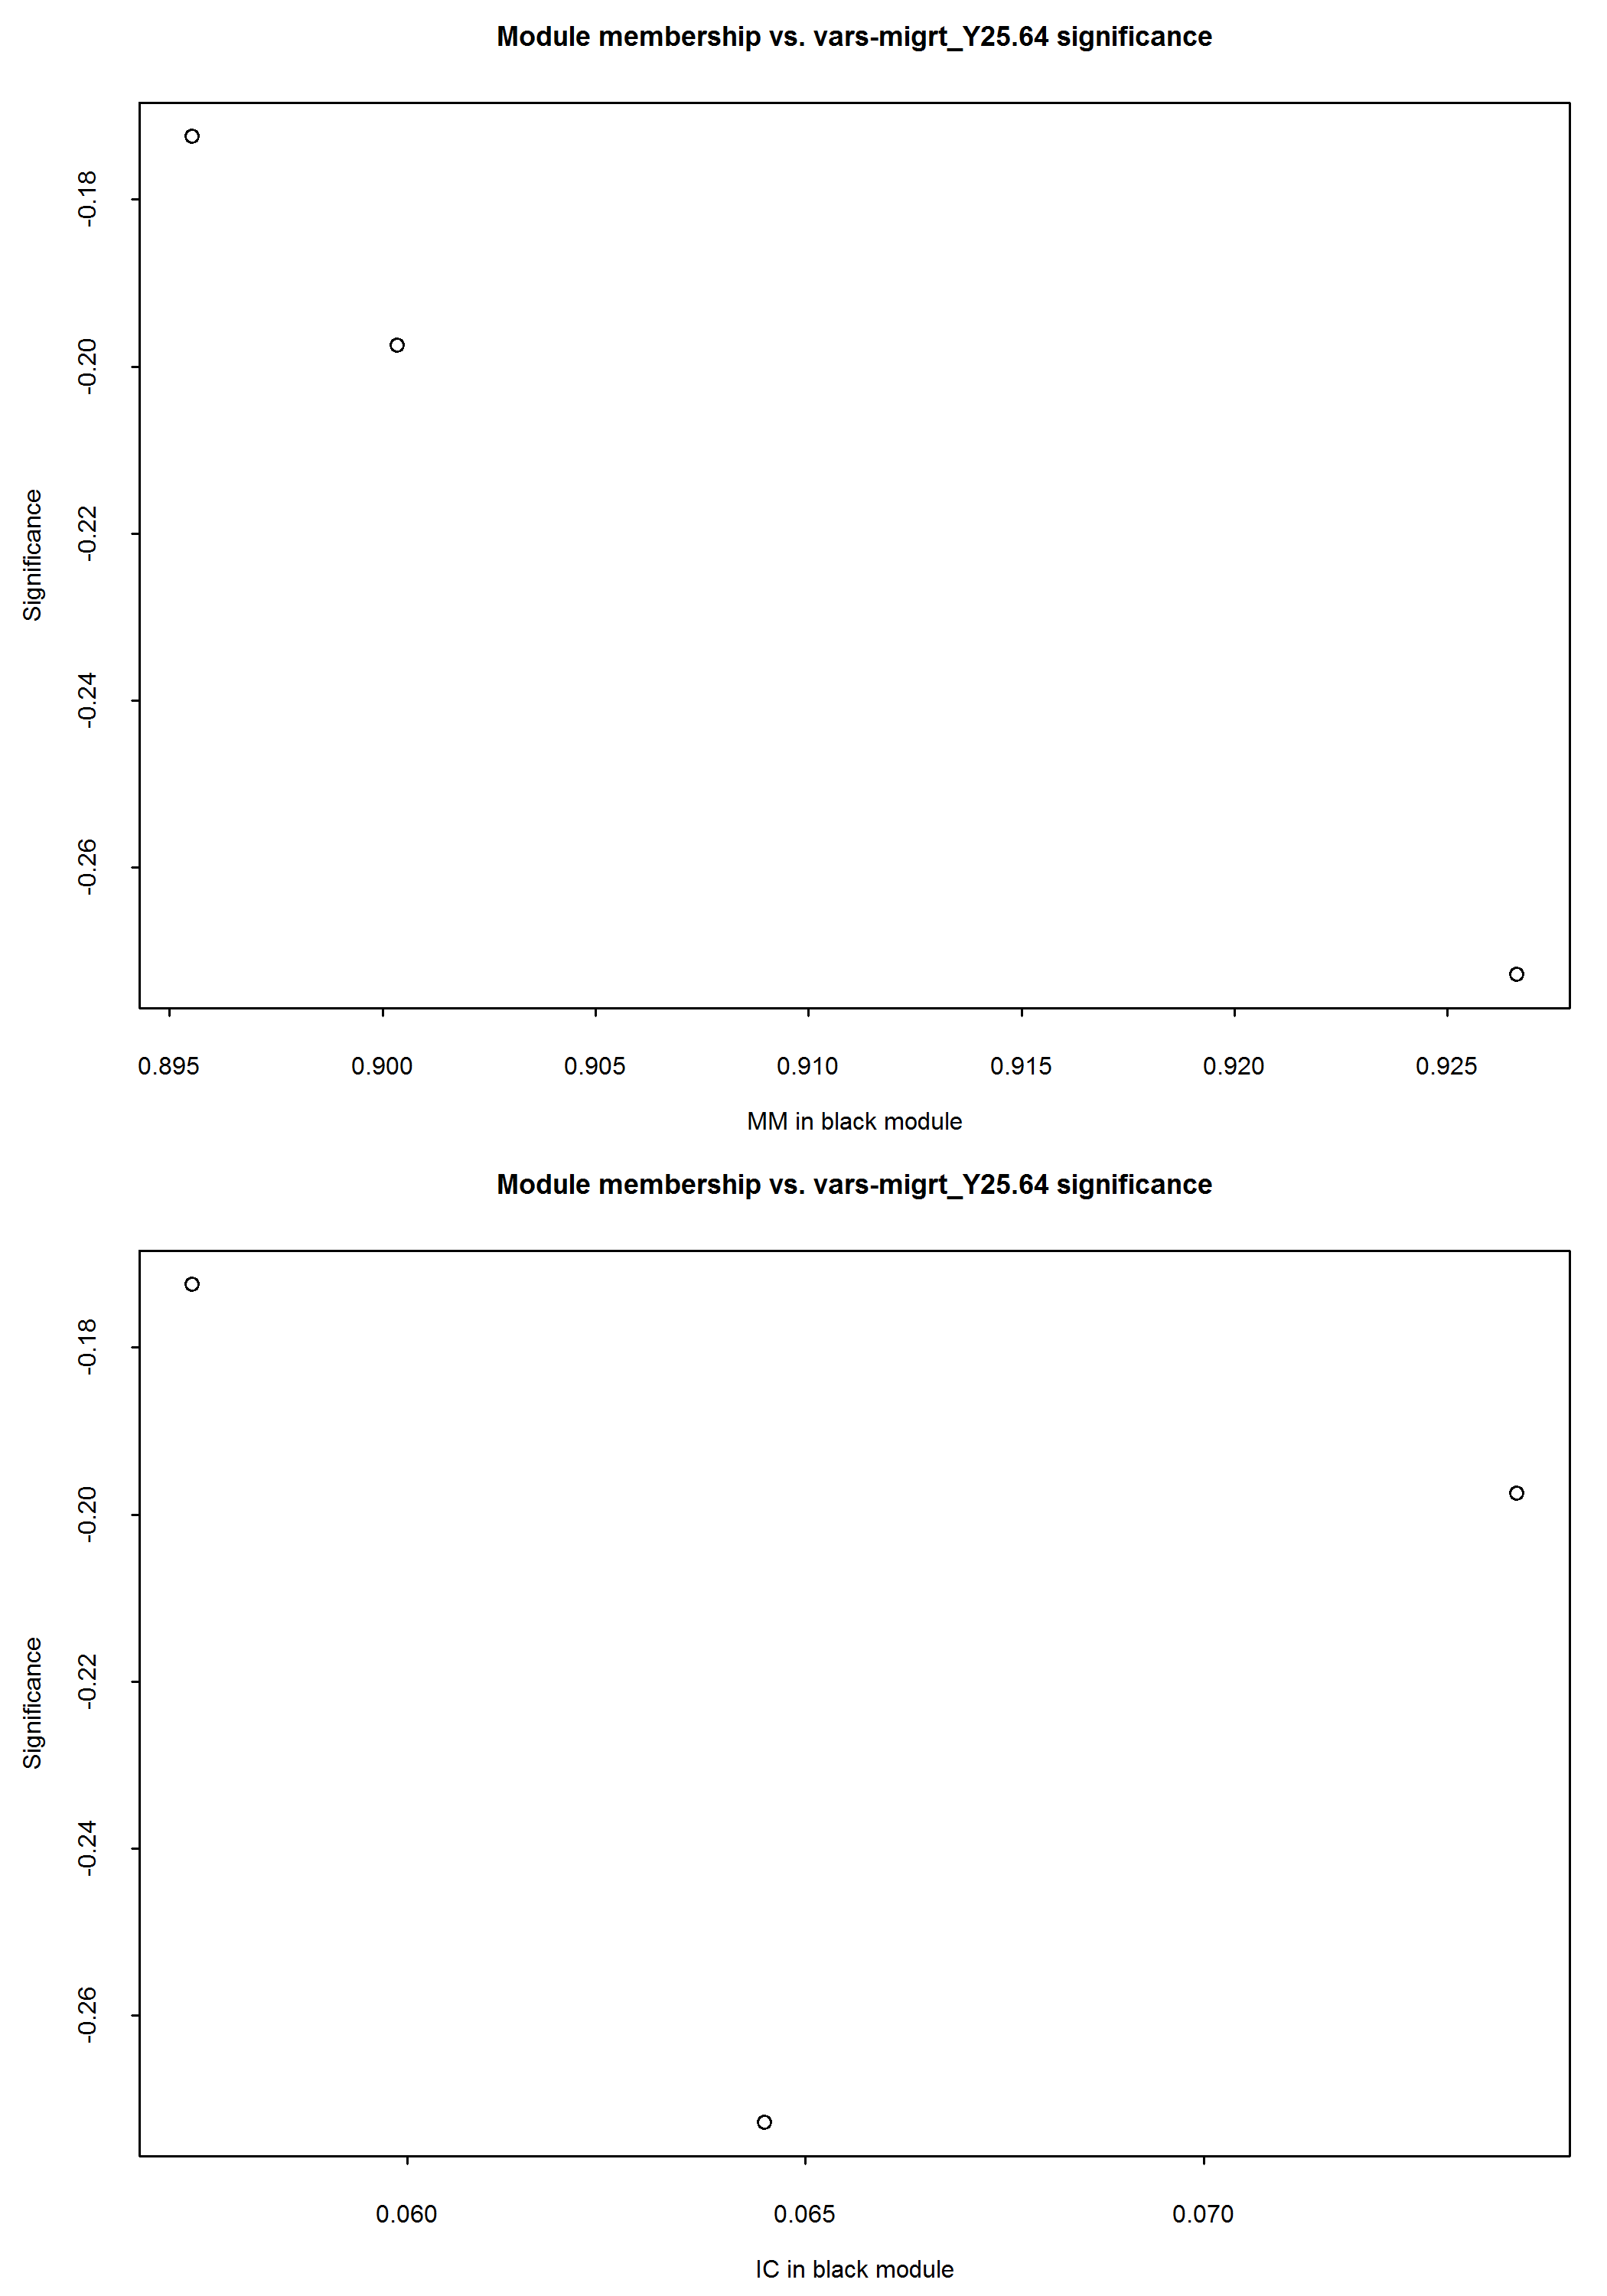 Module membership vs. vars-migrt_Y25.64 significance
-0.18
-0.20
-0.22
-0.24
-0.26
Significance
0.895 0.900 0.905 0.910 0.915 0.920 0.925
MM in black module
Module membership vs. vars-migrt_Y25.64 significance
-0.18
-0.20
-0.22
-0.24
-0.26
Significance
0.060 0.065 0.070
IC in black module